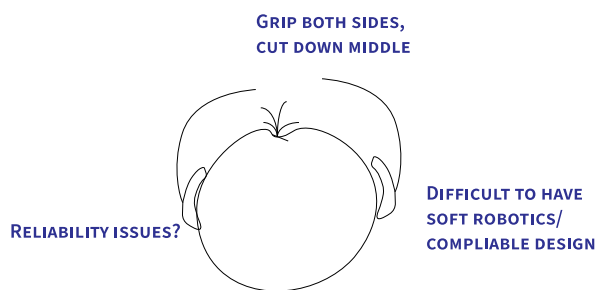 Grip both sides,
cut down middle
Reliability issues?
Difficult to have
soft robotics/
compliable design